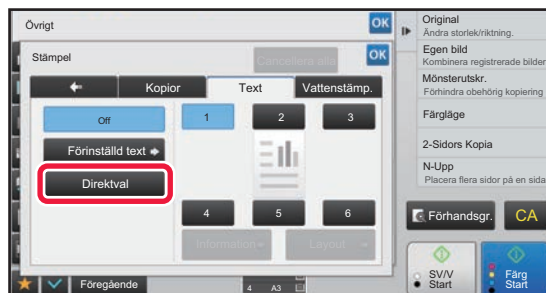 Övrigt
OK
Stämpel
Cancellera alla
OK
Kopior
Text
Vattenstämp.
Off
Förinställd text
Direktval
1
2
3
4
5
6
Information
Layout
Föregående
4 A3
Original
Ändra storlek/riktning.
Egen bild
Kombinera registrerade bilder
Mönsterutskr.
Förhindra obehörig kopiering
Färgläge
2-Sidors Kopia
N-Upp
Placera flera sidor på en sida
Förhandsgr.
CA
SV/V
Start
Färg
Start